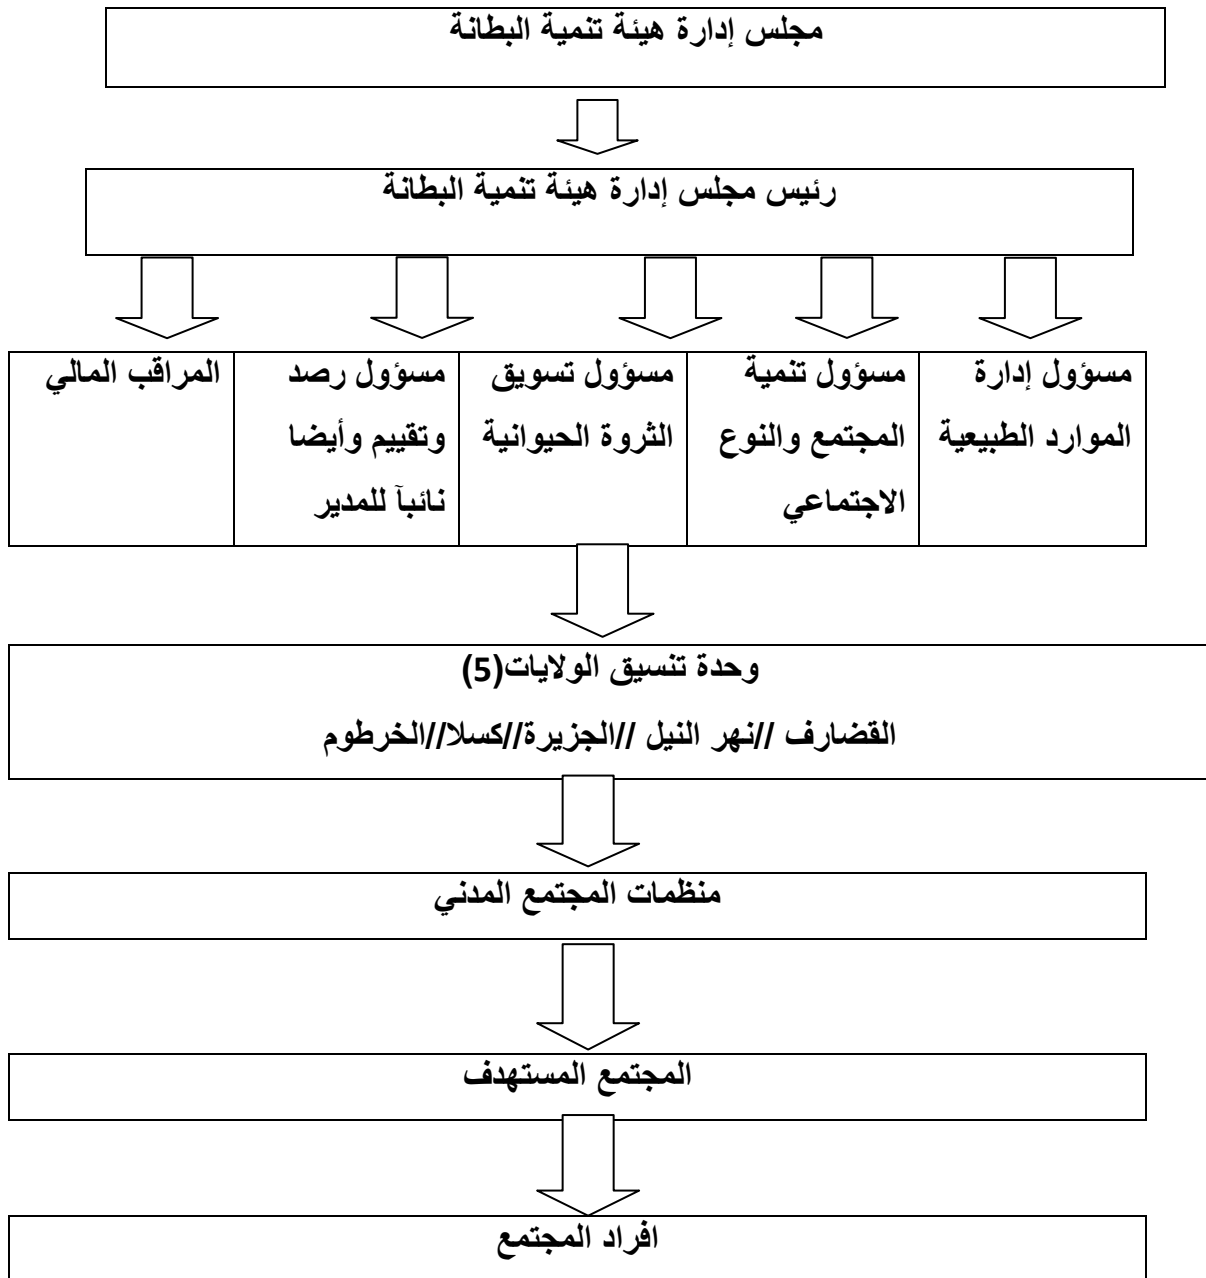 مجلس إدارة هيئة تنمية البطانة
رئيس مجلس إدارة هيئة تنمية البطانة
مسؤول إدارة
الموارد الطبيعية
مسؤول تنمية
المجتمع والنوع
الاجتماعي
مسؤول تسويق
الثروة الحيوانية
مسؤول رصد
وتقييم وأيضا
نائبآ للمدير
المراقب المالي
وحدة تنسيق الولايات(5)
القضارف //نهر النيل //الجزيرة//كسلا//الخرطوم
منظمات المجتمع المدني
المجتمع المستهدف
افراد المجتمع